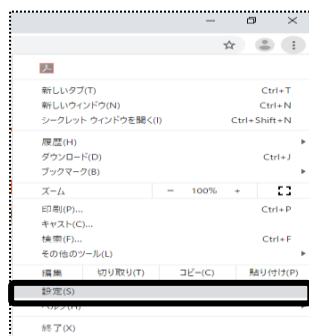 新しいタブ(T) Ctrl+T
新しいウィンドウ(N) Ctrl+N
シークレット ウィンドウを開く(I) Ctrl+Shift+N
履歴(H)
ダウンロード(D) Ctrl+J
ブックマーク(B)
ズーム − 100% +
印刷(P)... Ctrl+P
キャスト(C)...
検索(F)... Ctrl+F
その他のツール(L)
編集 切り取り(T) コピー(C) 貼り付け(P)
設定(S)
ヘルプ(H)
終了(X)